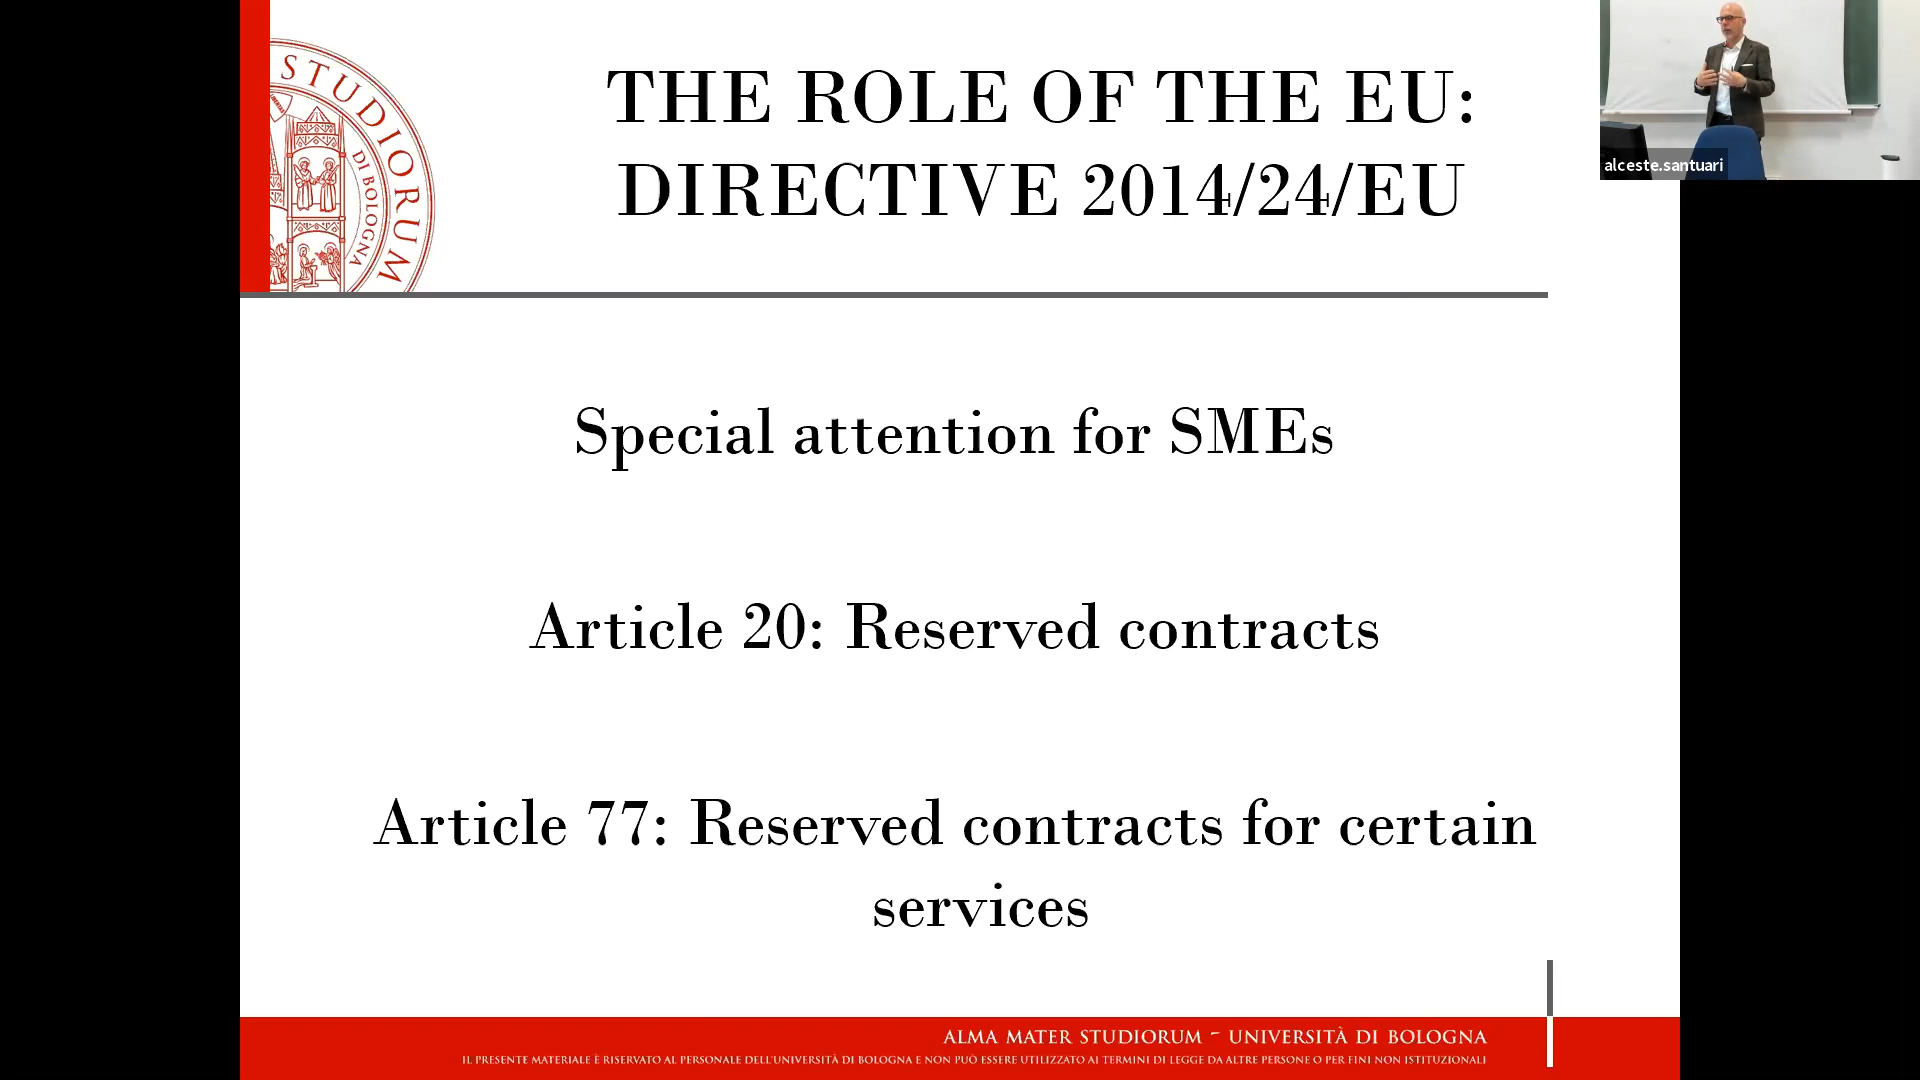 THE ROLE OF THE EU:
DIRECTIVE 2014/24/EU
STUDIORUM
DI BOLOGNA
alceste.santuari
Special attention for SMEs
Article 20: Reserved contracts
Article 77: Reserved contracts for certain
services
ALMA MATER STUDIORUM ~ UNIVERSITÀ DI BOLOGNA
IL PRESENTE MATERIALE È RISERVATO AL PERSONALE DELL'UNIVERSITÀ DI BOLOGNA E NON PUÒ ESSERE UTILIZZATO AI TERMINI DI LEGGE DA ALTRE PERSONE O PER FINI NON ISTITUZIONALI